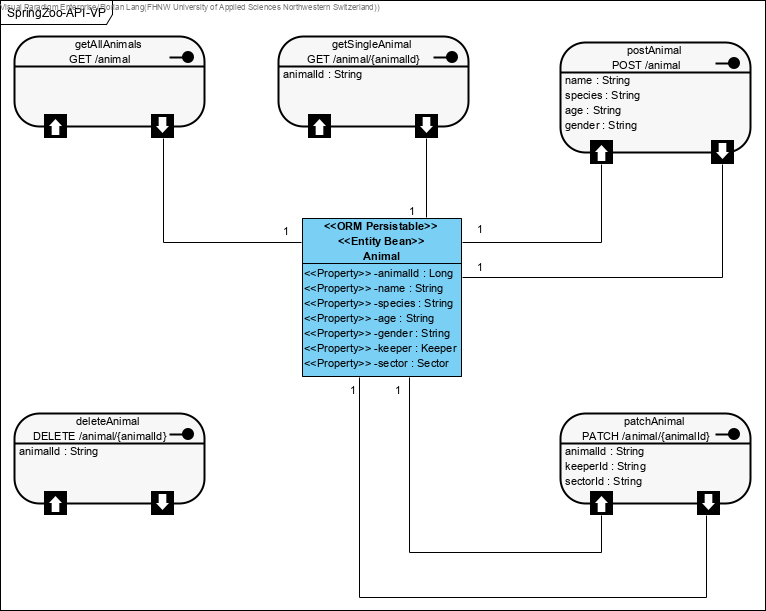 Visual Paradigm Enterprise(Florian Lang(FHNW University of Applied Sciences Northwestern Switzerland))
SpringZoo-API-VP
getAllAnimals
GET /animal
getSingleAnimal
GET /animal/{animalId}
animalId : String
postAnimal
POST /animal
name : String
species : String
age : String
gender : String
1
1
1
1
<<ORM Persistable>>
<<Entity Bean>>
Animal
<<Property>> -animalId : Long
<<Property>> -name : String
<<Property>> -species : String
<<Property>> -age : String
<<Property>> -gender : String
<<Property>> -keeper : Keeper
<<Property>> -sector : Sector
1
1
deleteAnimal
DELETE /animal/{animalId}
animalId : String
patchAnimal
PATCH /animal/{animalId}
animalId : String
keeperId : String
sectorId : String